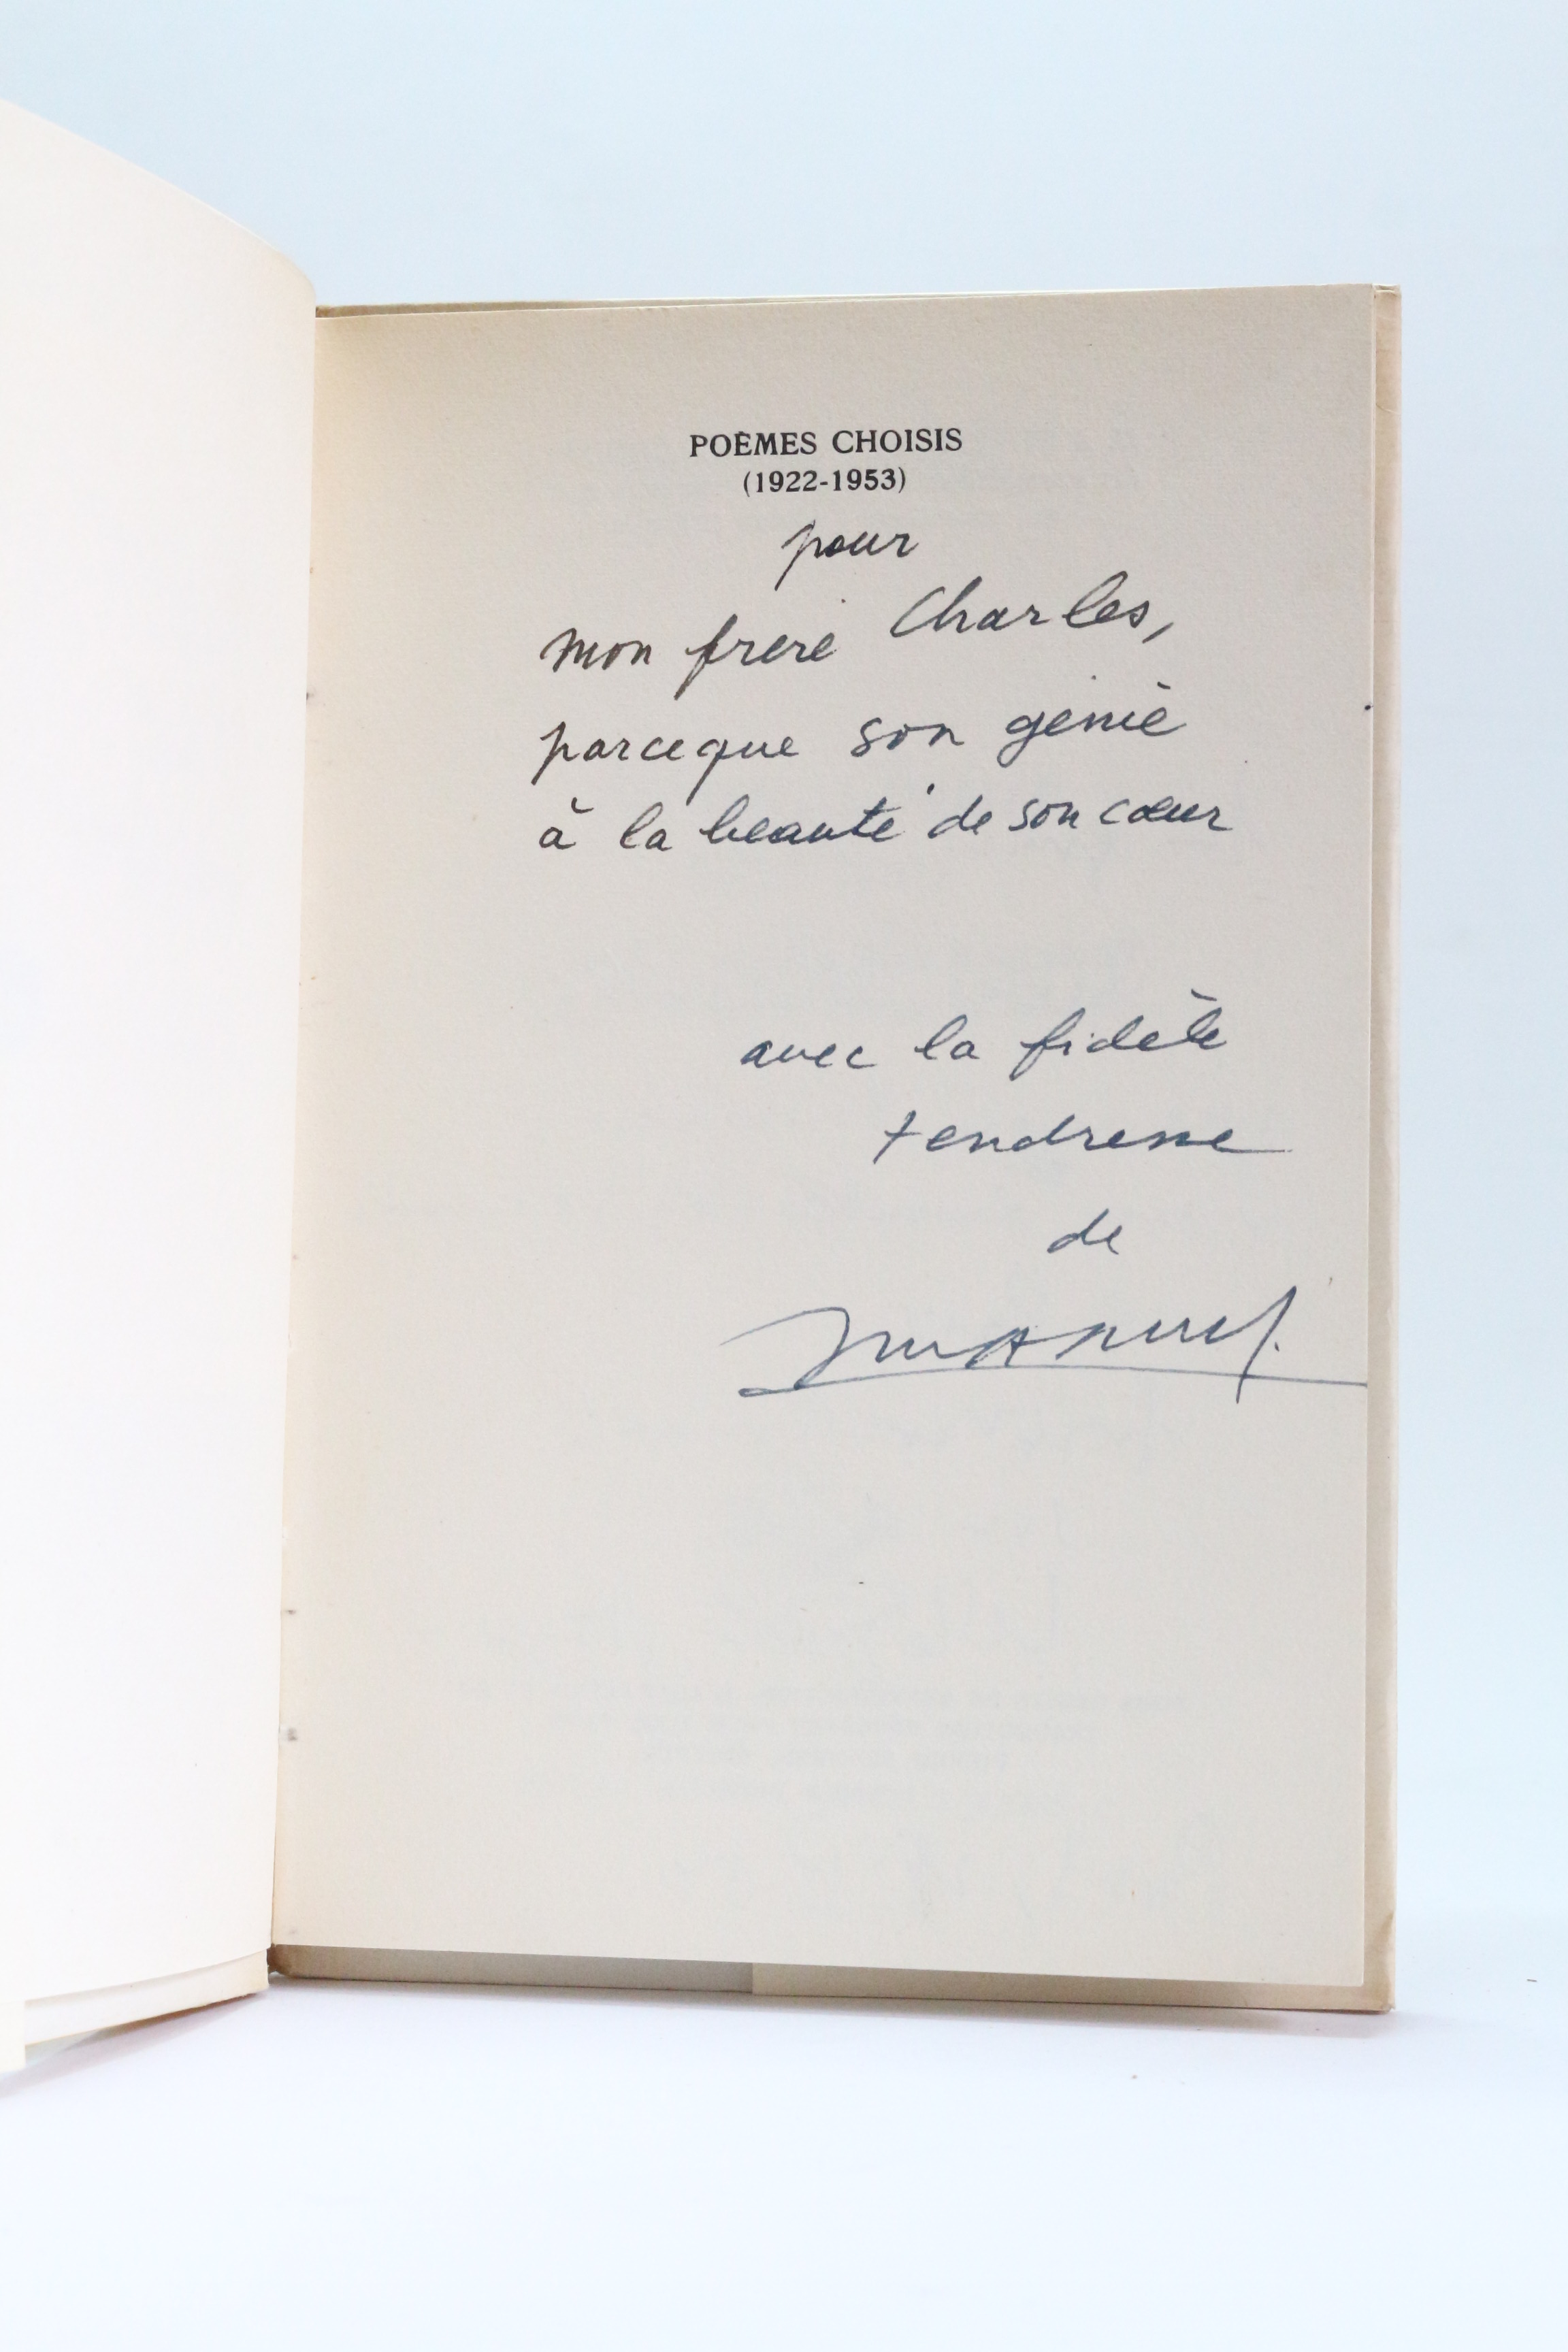 POÈMES CHOISIS
(1922-1953)
pour
mon frère Charles,
parceque son génie
à la beauté de son cœur
avec la fidèle
tendresse
de